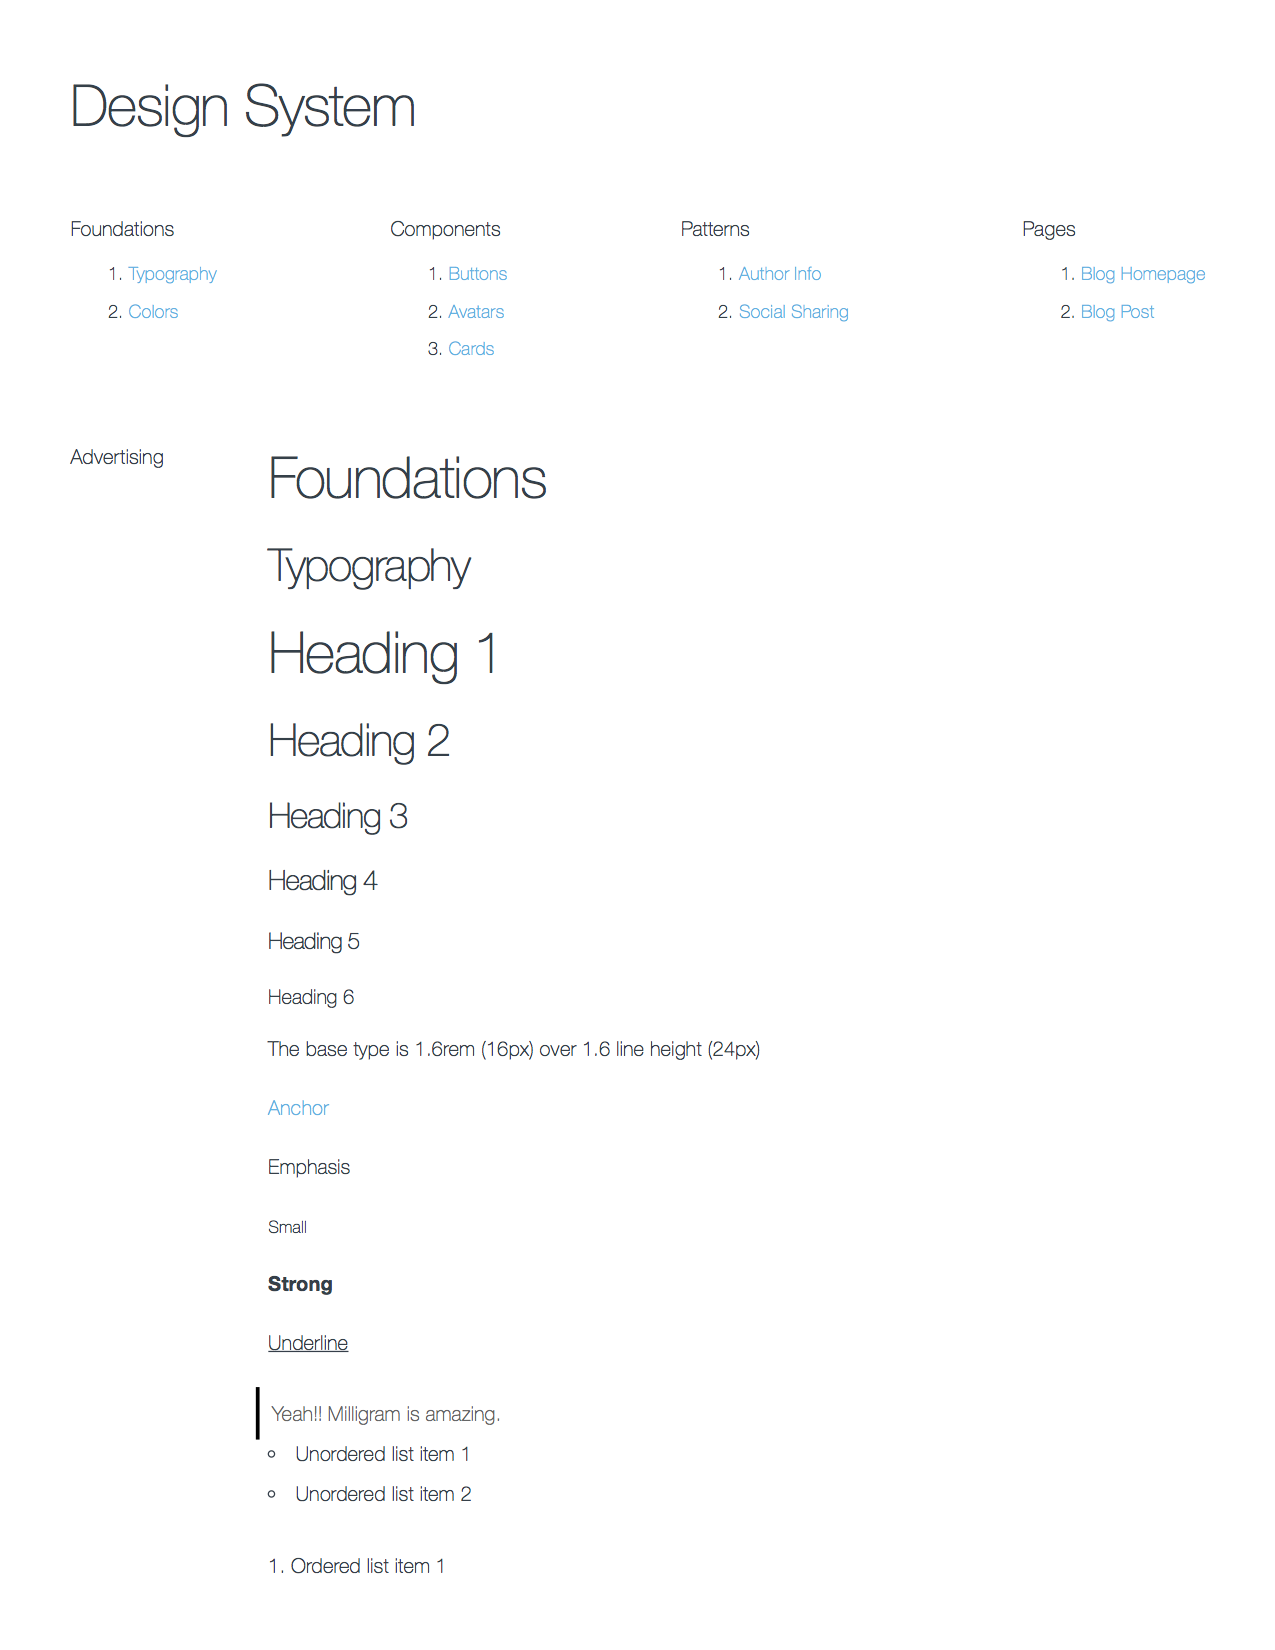 Design System
Foundations
1. Typography
2. Colors
Components
1. Buttons
2. Avatars
3. Cards
Patterns
1. Author Info
2. Social Sharing
Pages
1. Blog Homepage
2. Blog Post
Advertising
Foundations
Typography
Heading 1
Heading 2
Heading 3
Heading 4
Heading 5
Heading 6
The base type is 1.6rem (16px) over 1.6 line height (24px)
Anchor
Emphasis
Small
Strong
Underline
Yeah!! Milligram is amazing.
Unordered list item 1
Unordered list item 2
1. Ordered list item 1